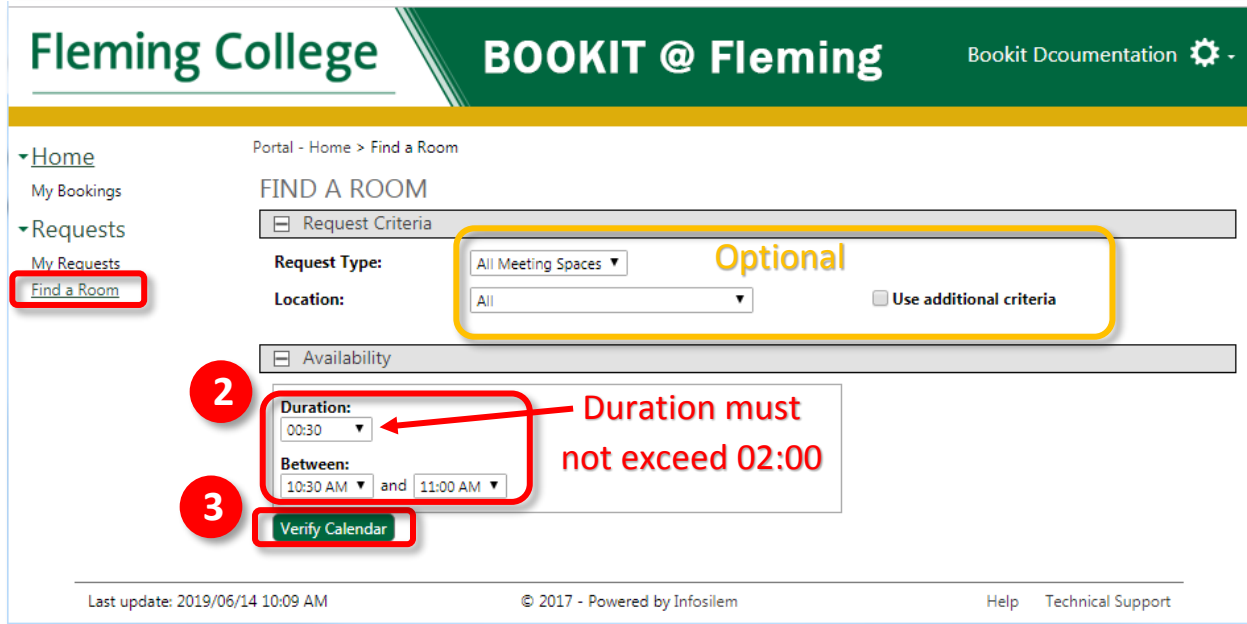 Fleming College
BOOKIT @ Fleming
Bookit Dcoumentation
Home
My Bookings
Requests
My Requests
Find a Room
Portal - Home > Find a Room
FIND A ROOM
Request Criteria
Optional
Request Type: All Meeting Spaces
Location: All Use additional criteria
Availability
2
Duration:
00:30
Duration must
not exceed 02:00
Between:
10:30 AM and 11:00 AM
3
Verify Calendar
Last update: 2019/06/14 10:09 AM © 2017 - Powered by Infosilem Help Technical Support